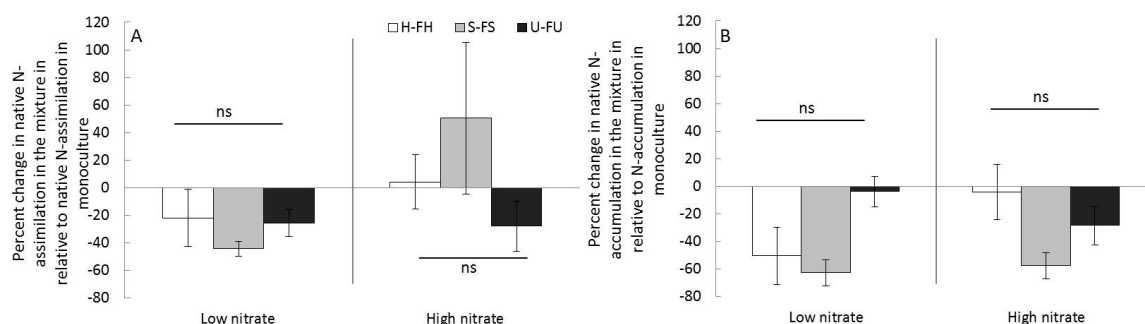 A
H-FH S-FS U-FU
Percent change in native N-
assimilation in the mixture in
relative to native N-assimilation in
monoculture
120
100
80
60
40
20
0
-20
-40
-60
-80
ns
ns
Low nitrate
High nitrate
B
Percent change in native N-
accumulation in the mixture in
relative to N-accumulation in
monoculture
120
100
80
60
40
20
0
-20
-40
-60
-80
ns
ns
Low nitrate
High nitrate